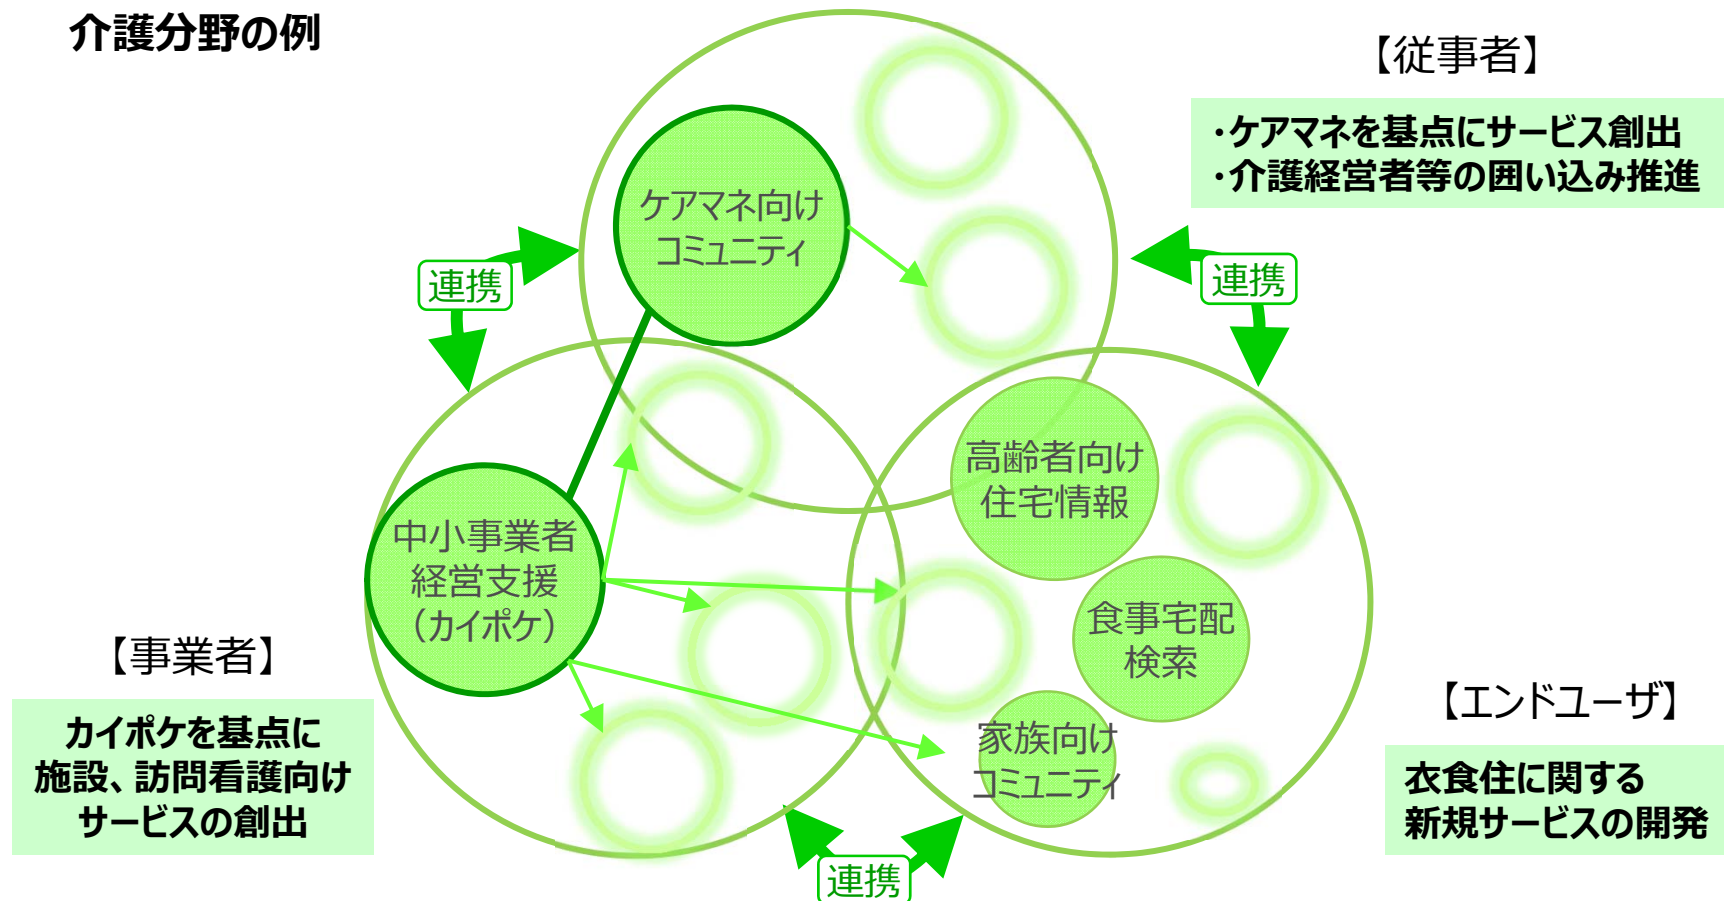 介護分野の例
【従事者】
・ケアマネを基点にサービス創出
・介護経営者等の囲い込み推進
ケアマネ向け
コミュニティ
連携
連携
高齢者向け
住宅情報
中小事業者
経営支援
（カイポケ）
食事宅配
検索
家族向け
コミュニティ
【事業者】
カイポケを基点に
施設、訪問看護向け
サービスの創出
【エンドユーザ】
衣食住に関する
新規サービスの開発
連携